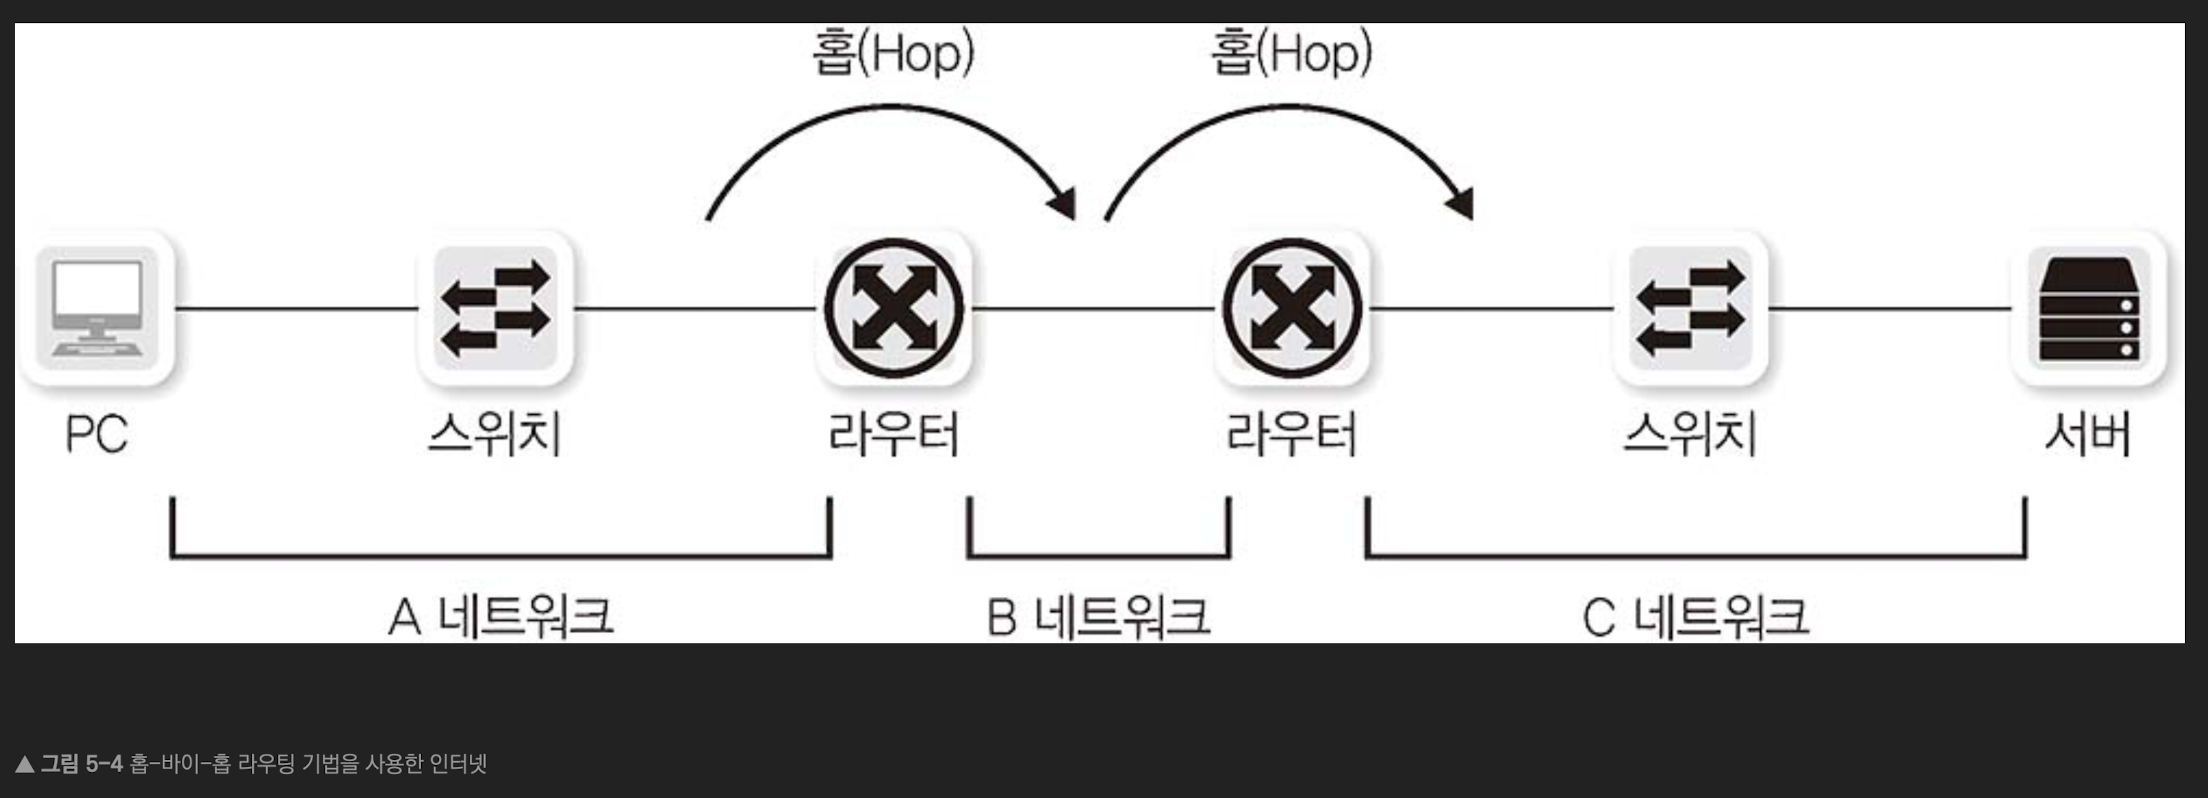 홉(Hop) 홉(Hop)
PC 스위치 라우터 라우터 스위치 서버
A 네트워크 B 네트워크 C 네트워크
▲ 그림 5-4 홉-바이-홉 라우팅 기법을 사용한 인터넷